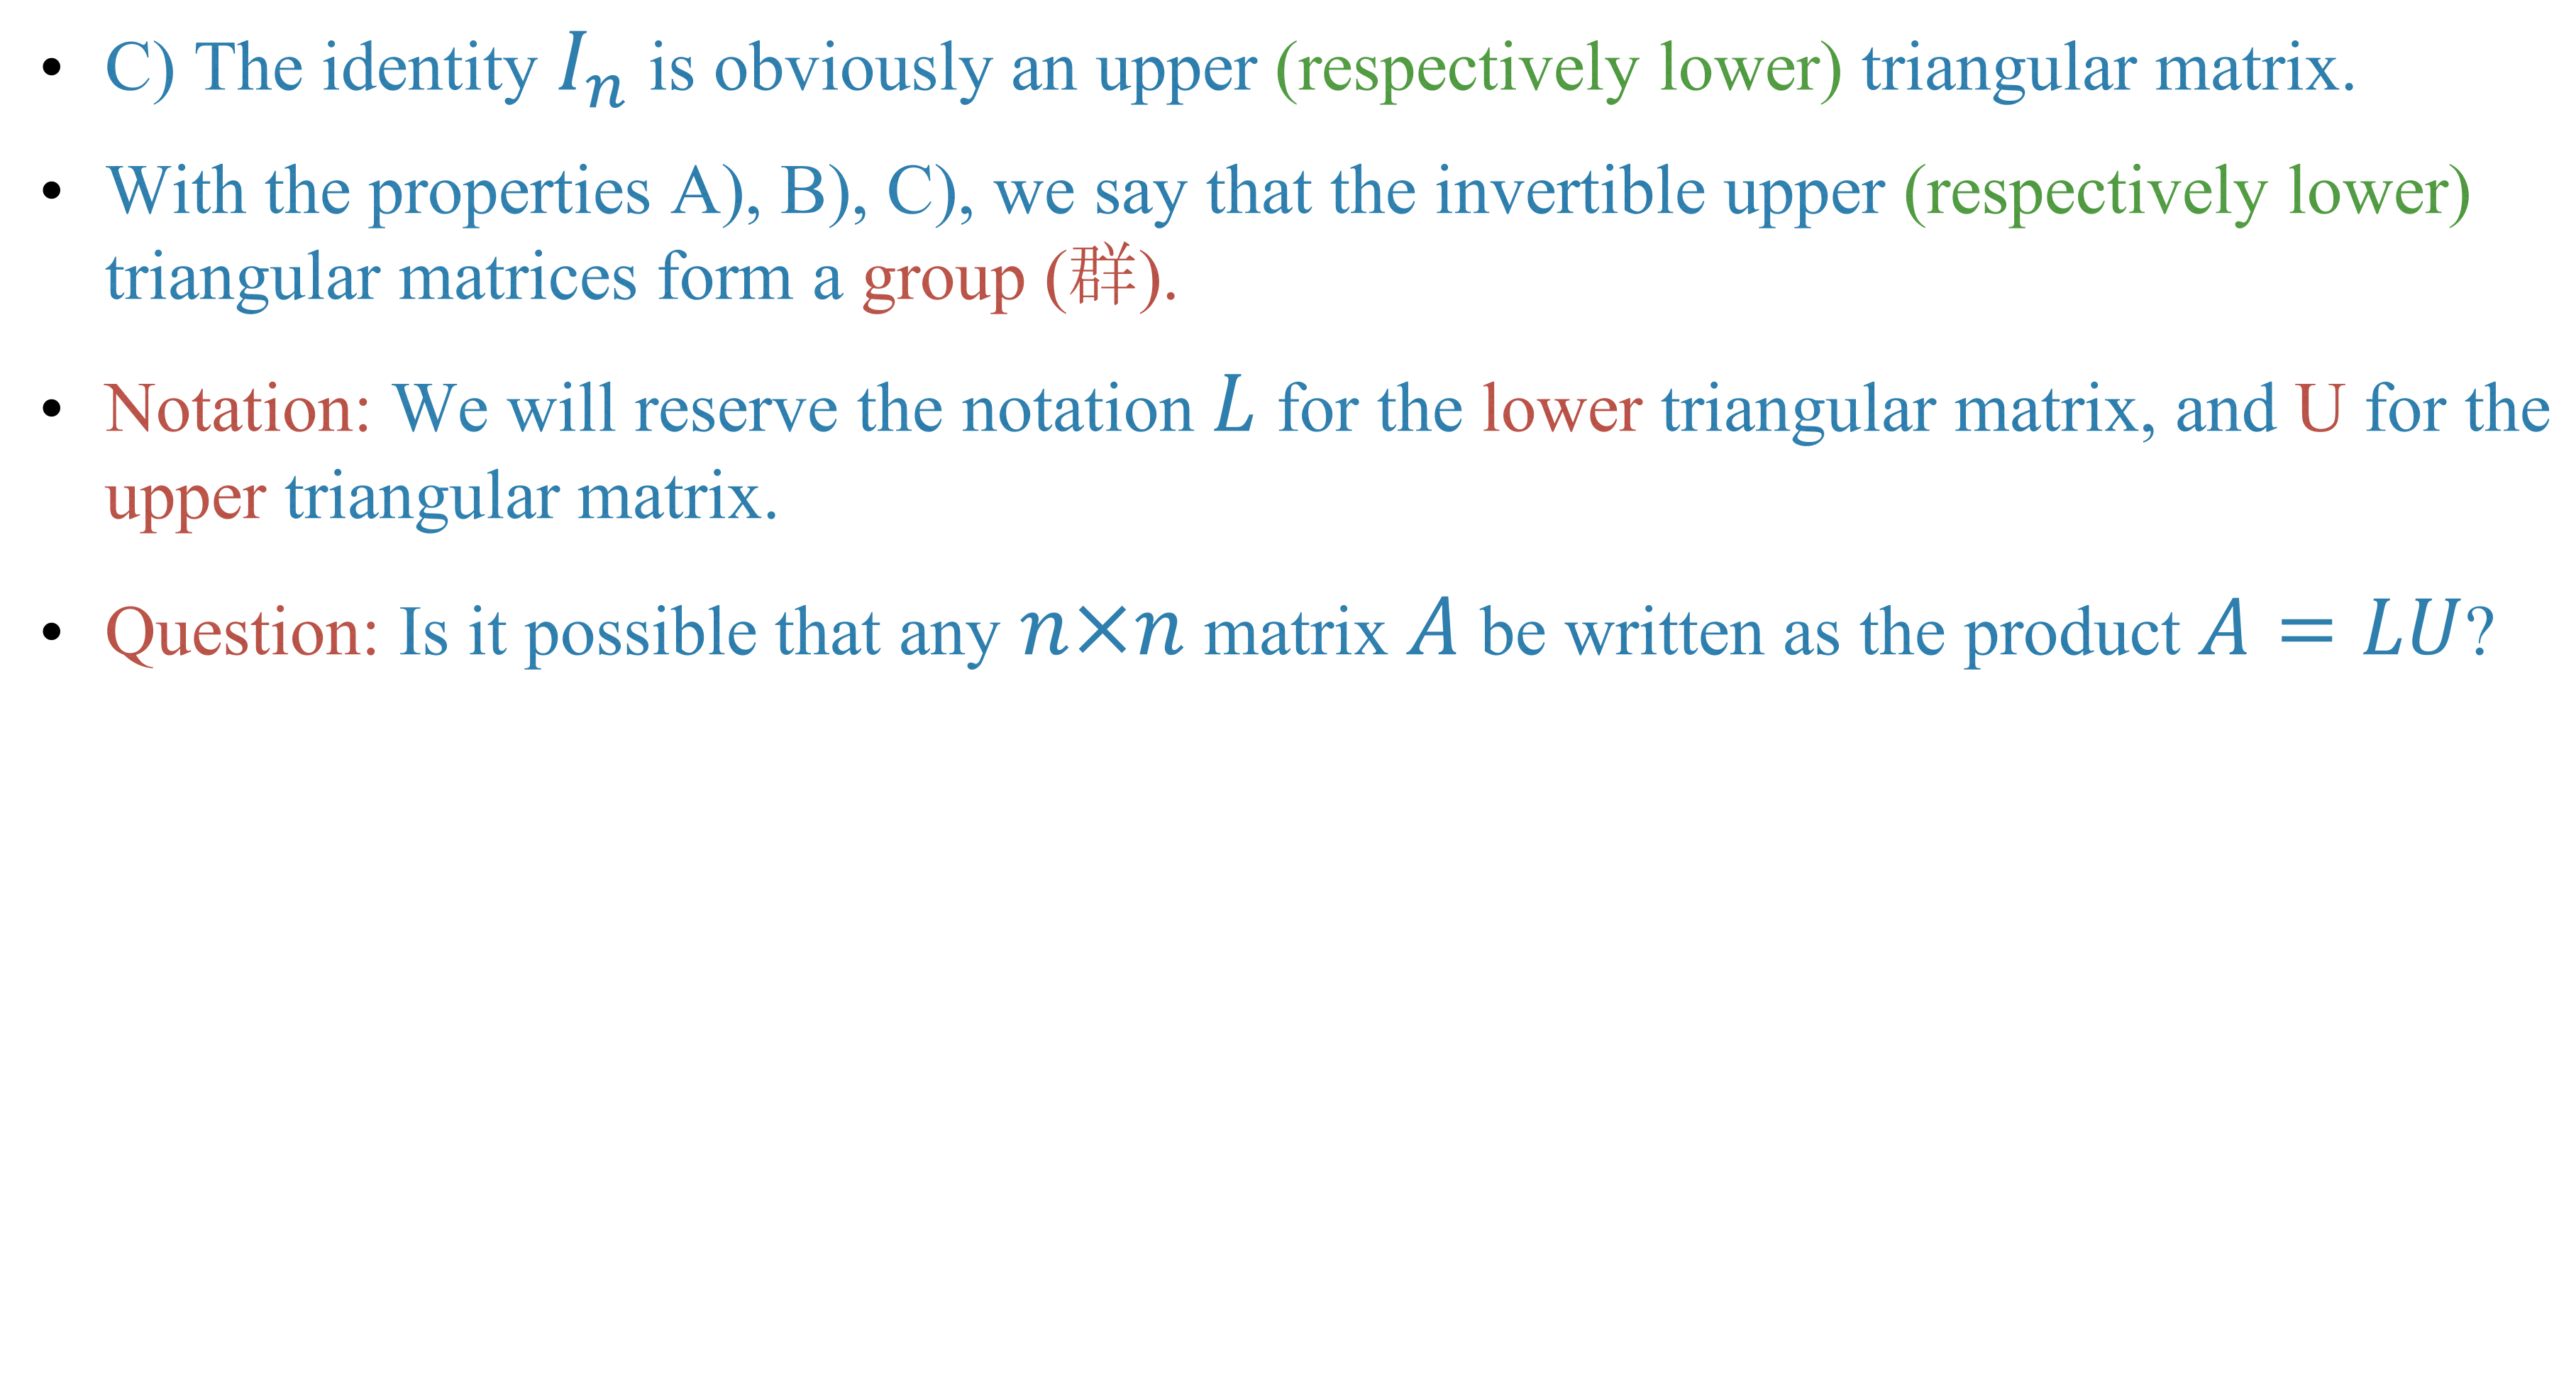 • C) The identity Iₙ is obviously an upper (respectively lower) triangular matrix.
• With the properties A), B), C), we say that the invertible upper (respectively lower)
triangular matrices form a group (群).
• Notation: We will reserve the notation L for the lower triangular matrix, and U for the
upper triangular matrix.
• Question: Is it possible that any n×n matrix A be written as the product A = LU?